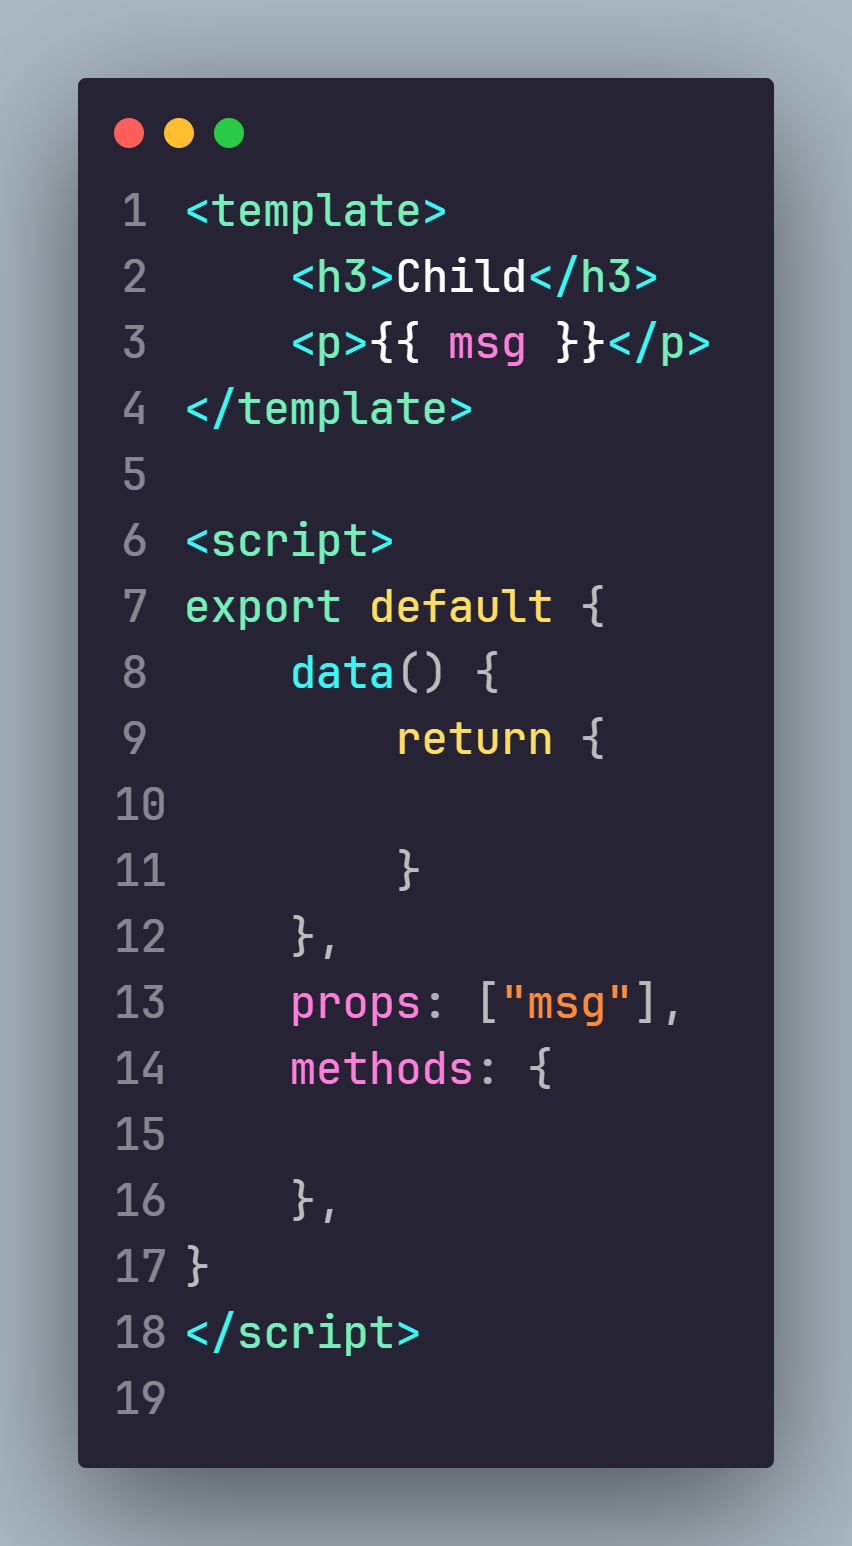 1 <template>
2     <h3>Child</h3>
3     <p>{{ msg }}</p>
4 </template>
5
6 <script>
7 export default {
8     data() {
9         return {
10
11         }
12     },
13     props: ["msg"],
14     methods: {
15
16     },
17 }
18 </script>
19